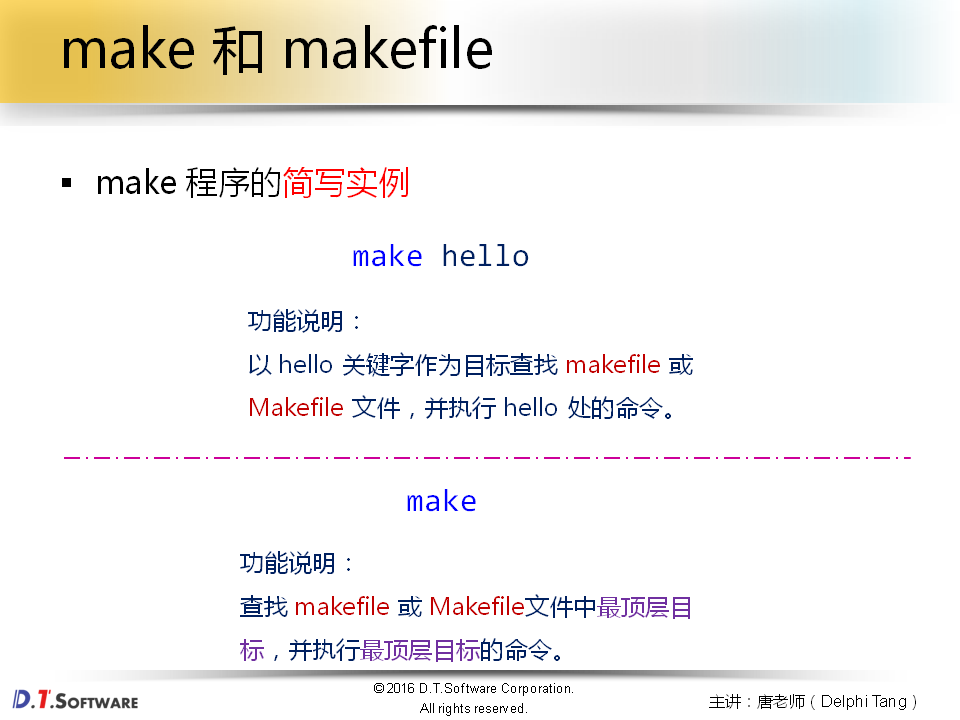 make 和 makefile
▪ make 程序的简写实例
make hello
功能说明：
以 hello 关键字作为目标查找 makefile 或
Makefile 文件，并执行 hello 处的命令。
make
功能说明：
查找 makefile 或 Makefile文件中最顶层目
标，并执行最顶层目标的命令。
D.T.SOFTWARE
©2016 D.T.Software Corporation.
All rights reserved.
主讲：唐老师（Delphi Tang）